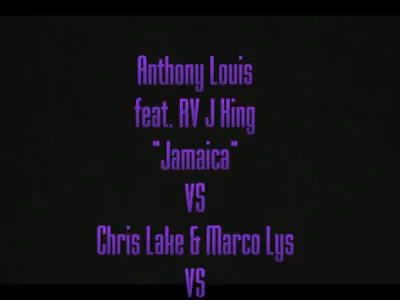 Anthony Louis
feat. RV J King
"Jamaica"
VS
Chris Lake & Marco Lys
VS